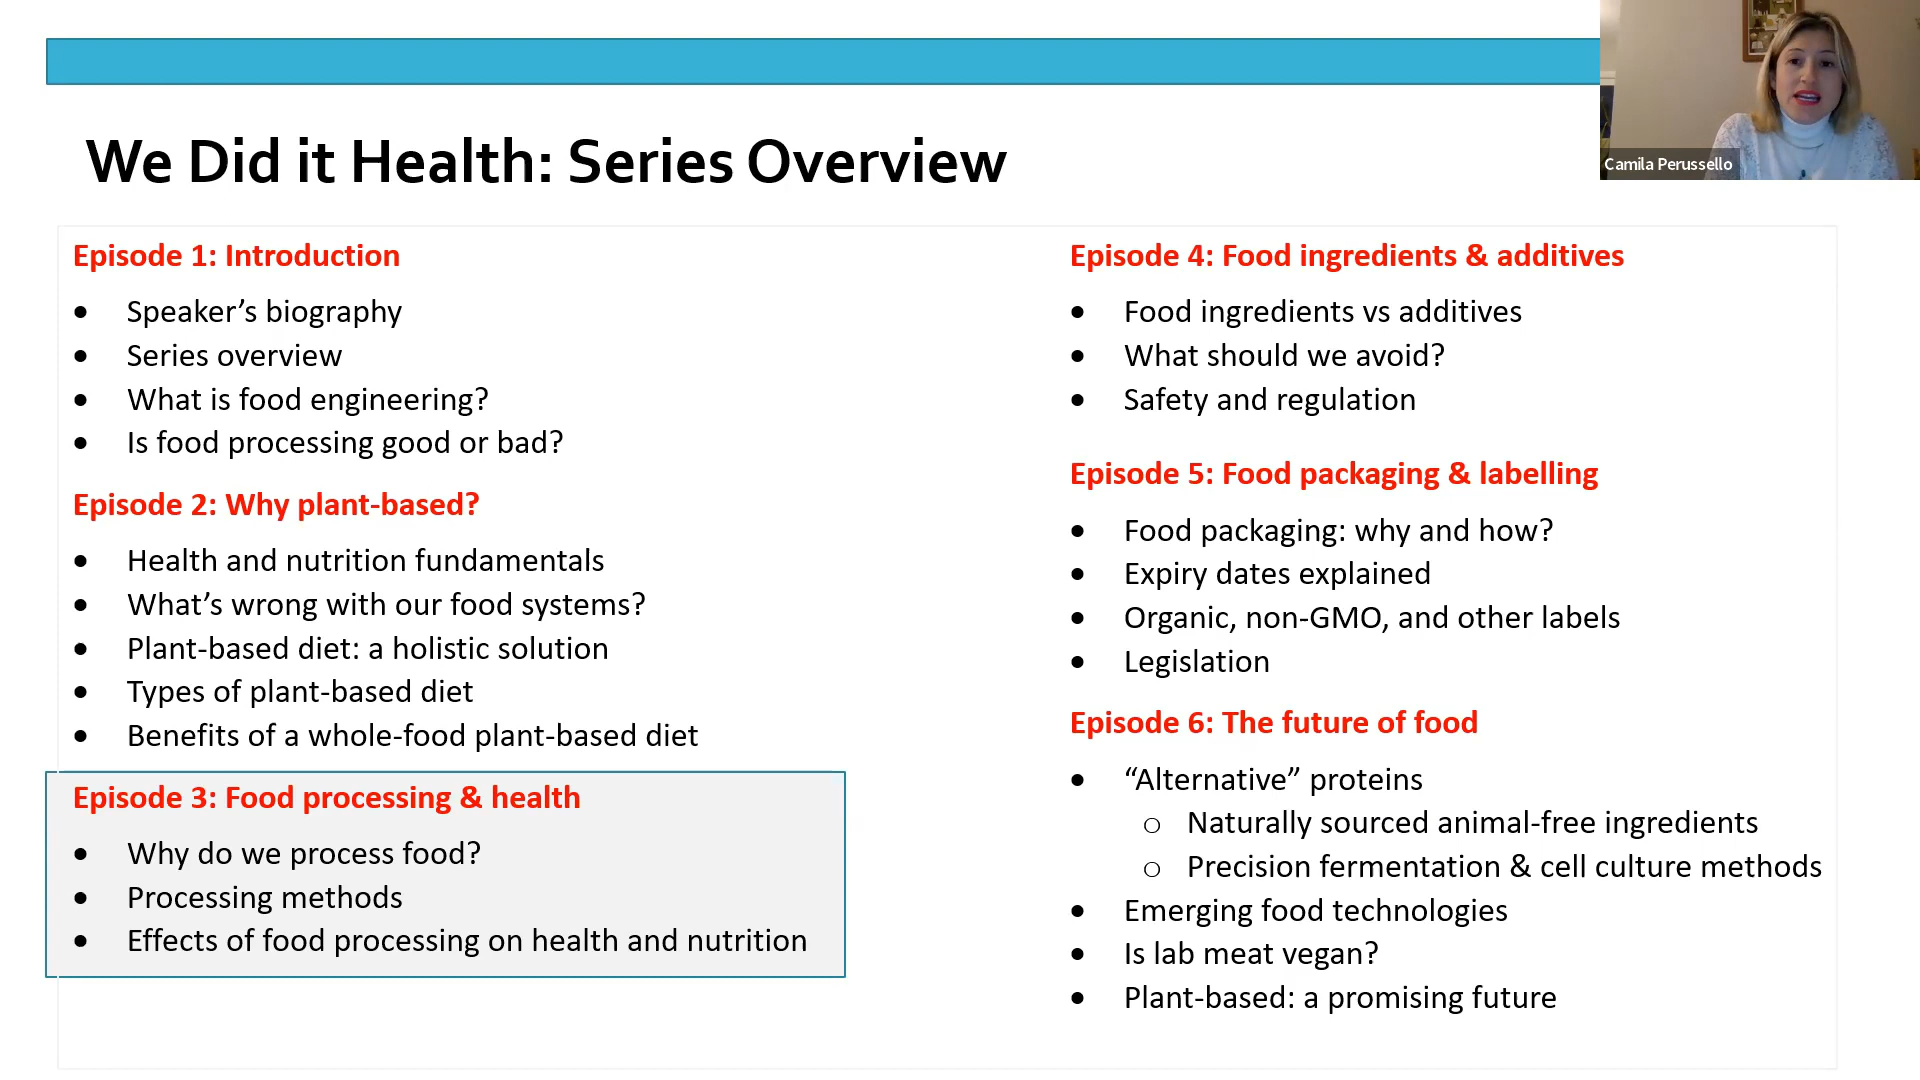 We Did it Health: Series Overview
Camila Perussello
Episode 1: Introduction
• Speaker’s biography
• Series overview
• What is food engineering?
• Is food processing good or bad?
Episode 2: Why plant-based?
• Health and nutrition fundamentals
• What’s wrong with our food systems?
• Plant-based diet: a holistic solution
• Types of plant-based diet
• Benefits of a whole-food plant-based diet
Episode 3: Food processing & health
• Why do we process food?
• Processing methods
• Effects of food processing on health and nutrition
Episode 4: Food ingredients & additives
• Food ingredients vs additives
• What should we avoid?
• Safety and regulation
Episode 5: Food packaging & labelling
• Food packaging: why and how?
• Expiry dates explained
• Organic, non-GMO, and other labels
• Legislation
Episode 6: The future of food
• “Alternative” proteins
o Naturally sourced animal-free ingredients
o Precision fermentation & cell culture methods
• Emerging food technologies
• Is lab meat vegan?
• Plant-based: a promising future